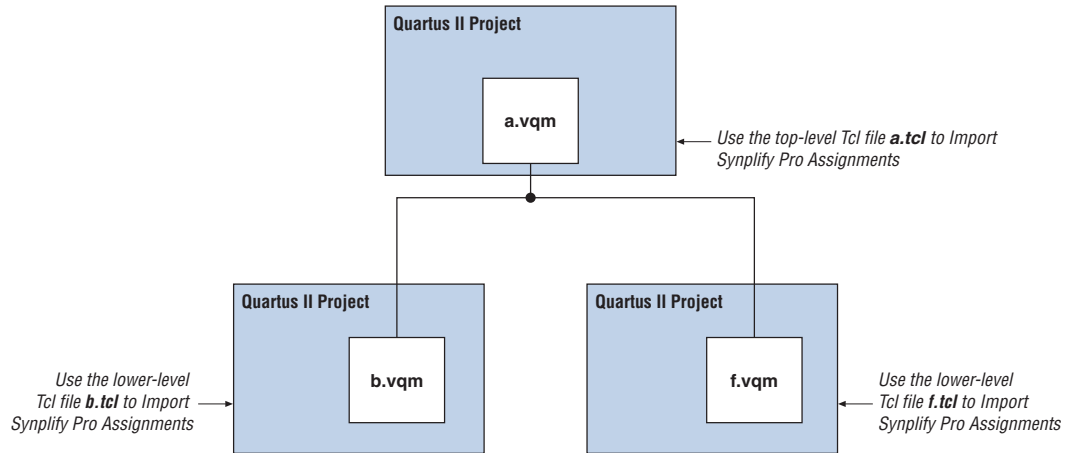 Quartus II Project
a.vqm
Use the top-level Tcl file a.tcl to Import
Synplify Pro Assignments
Quartus II Project
b.vqm
Use the lower-level
Tcl file b.tcl to Import
Synplify Pro Assignments
Quartus II Project
f.vqm
Use the lower-level
Tcl file f.tcl to Import
Synplify Pro Assignments